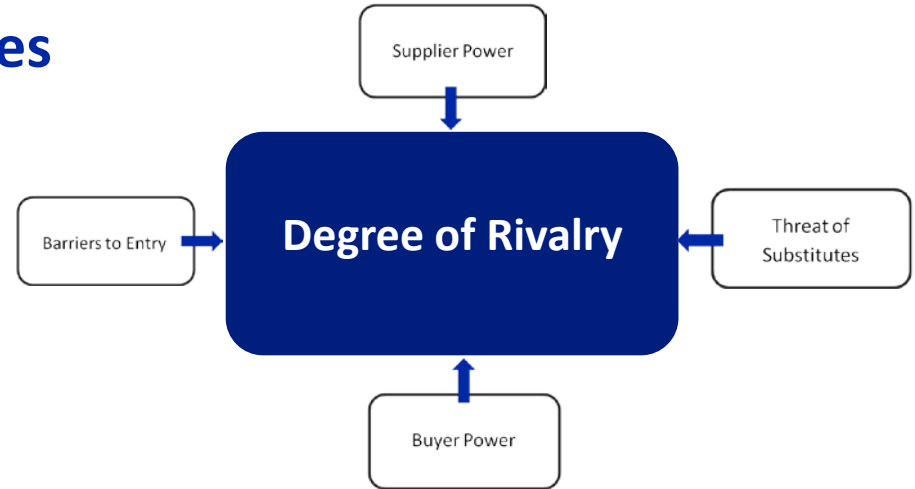 es
Supplier Power
Barriers to Entry
Degree of Rivalry
Threat of
Substitutes
Buyer Power